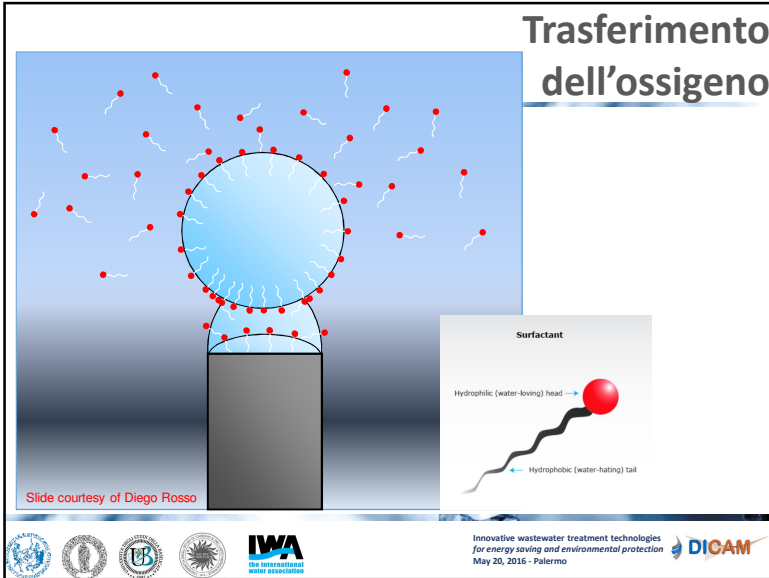 Trasferimento
dell'ossigeno
Surfactant
Hydrophilic (water-loving) head
Hydrophobic (water-hating) tail
Slide courtesy of Diego Rosso
IWA
the international
water association
Innovative wastewater treatment technologies
for energy saving and environmental protection
May 20, 2016 - Palermo
DICAM